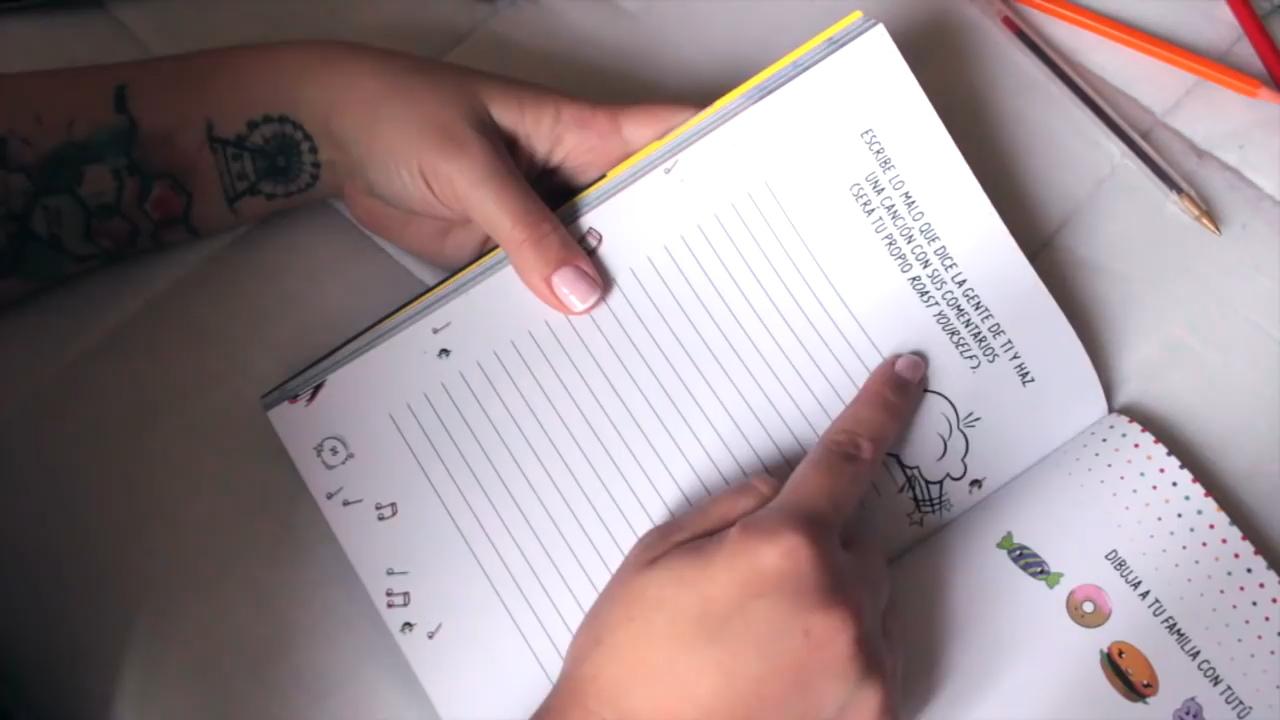 ESCRIBE LO MALO QUE DICE LA GENTE DE TI Y HAZ
UNA CANCIÓN CON SUS COMENTARIOS
(SERÁ TU PROPIO ROAST YOURSELF).
DIBUJA A TU FAMILIA CON TUTÚ